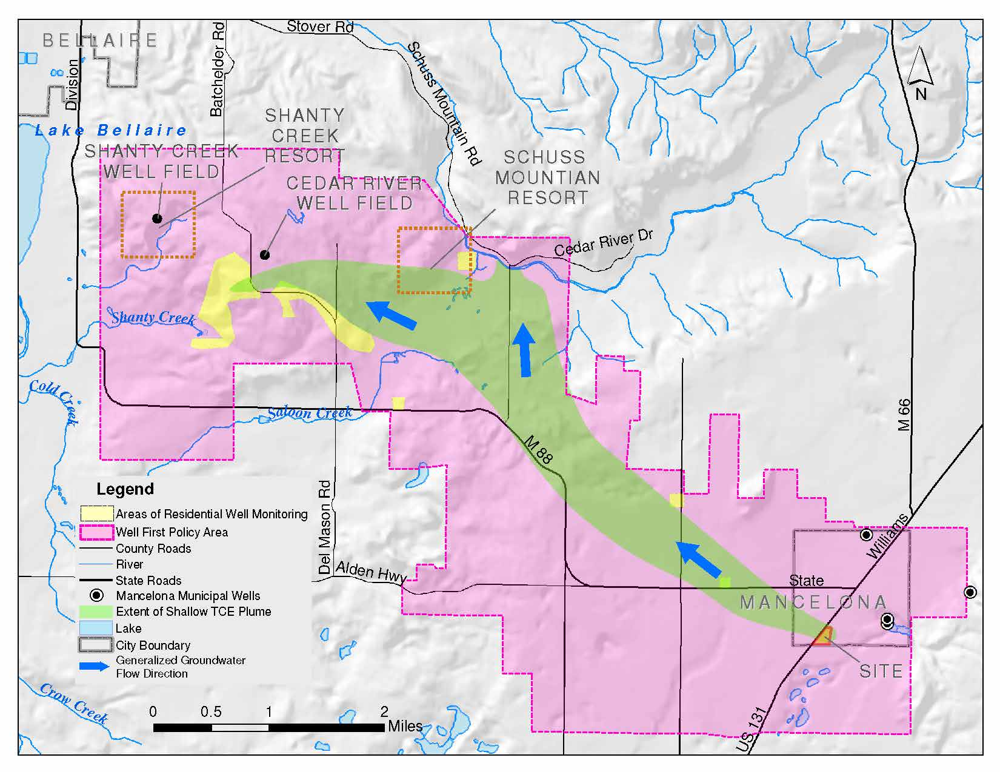 BELLAIRE
Stover Rd
Batchelder Rd
Division
Schuss Mountain Rd
N
Lake Bellaire
SHANTY
CREEK
RESORT
SHANTY CREEK
WELL FIELD
CEDAR RIVER
WELL FIELD
SCHUSS
MOUNTIAN
RESORT
Cedar River Dr
Shanty Creek
Cold Creek
Saloon Creek
M 66
M 88
Legend
Areas of Residential Well Monitoring
Well First Policy Area
County Roads
River
State Roads
Mancelona Municipal Wells
Extent of Shallow TCE Plume
Lake
City Boundary
Generalized Groundwater
Flow Direction
Del Mason Rd
Alden Hwy
Williams
State
MANCELONA
SITE
US 131
Crow Creek
0 0.5 1 2
Miles